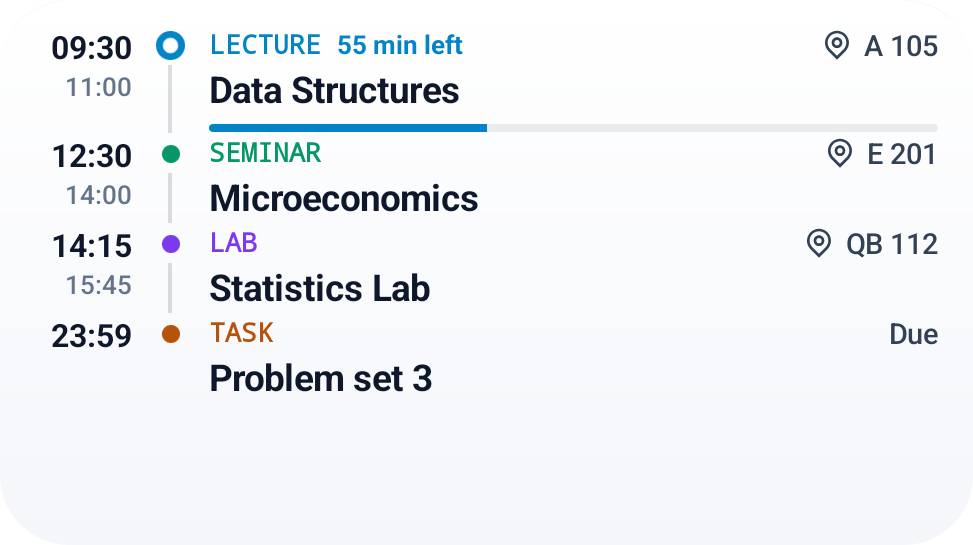 09:30 LECTURE 55 min left A 105
11:00 Data Structures
12:30 SEMINAR E 201
14:00 Microeconomics
14:15 LAB QB 112
15:45 Statistics Lab
23:59 TASK Due
Problem set 3